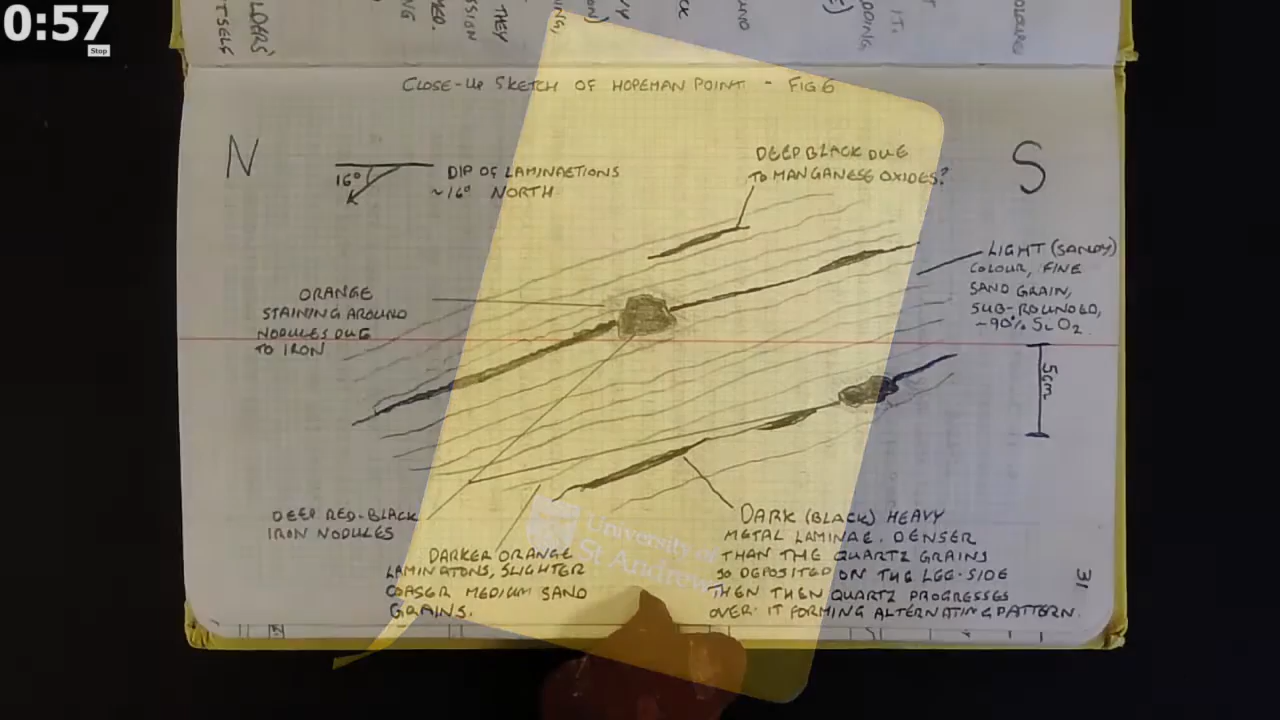 0:57
Stop
CLOSE-UP SKETCH OF HOPEMAN POINT - FIG 6
N
S
16°
DIP OF LAMINAETIONS
~16° NORTH
DEEP BLACK DUE
TO MANGANESE OXIDES?
LIGHT (SANDY)
COLOUR, FINE
SAND GRAIN,
SUB-ROUNDED,
~90% SiO2.
ORANGE
STAINING AROUND
NODULES DUE
TO IRON
5cm
DEEP RED-BLACK
IRON NODULES
DARKER ORANGE
LAMINATONS, SLIGHTER
COASER MEDIUM SAND
GRAINS.
DARK (BLACK) HEAVY
METAL LAMINAE. DENSER
THAN THE QUARTZ GRAINS
SO DEPOSITED ON THE LEE-SIDE
THEN THEN QUARTZ PROGRESSES
OVER IT FORMING ALTERNATING PATTERN.
31
University of
St Andrews